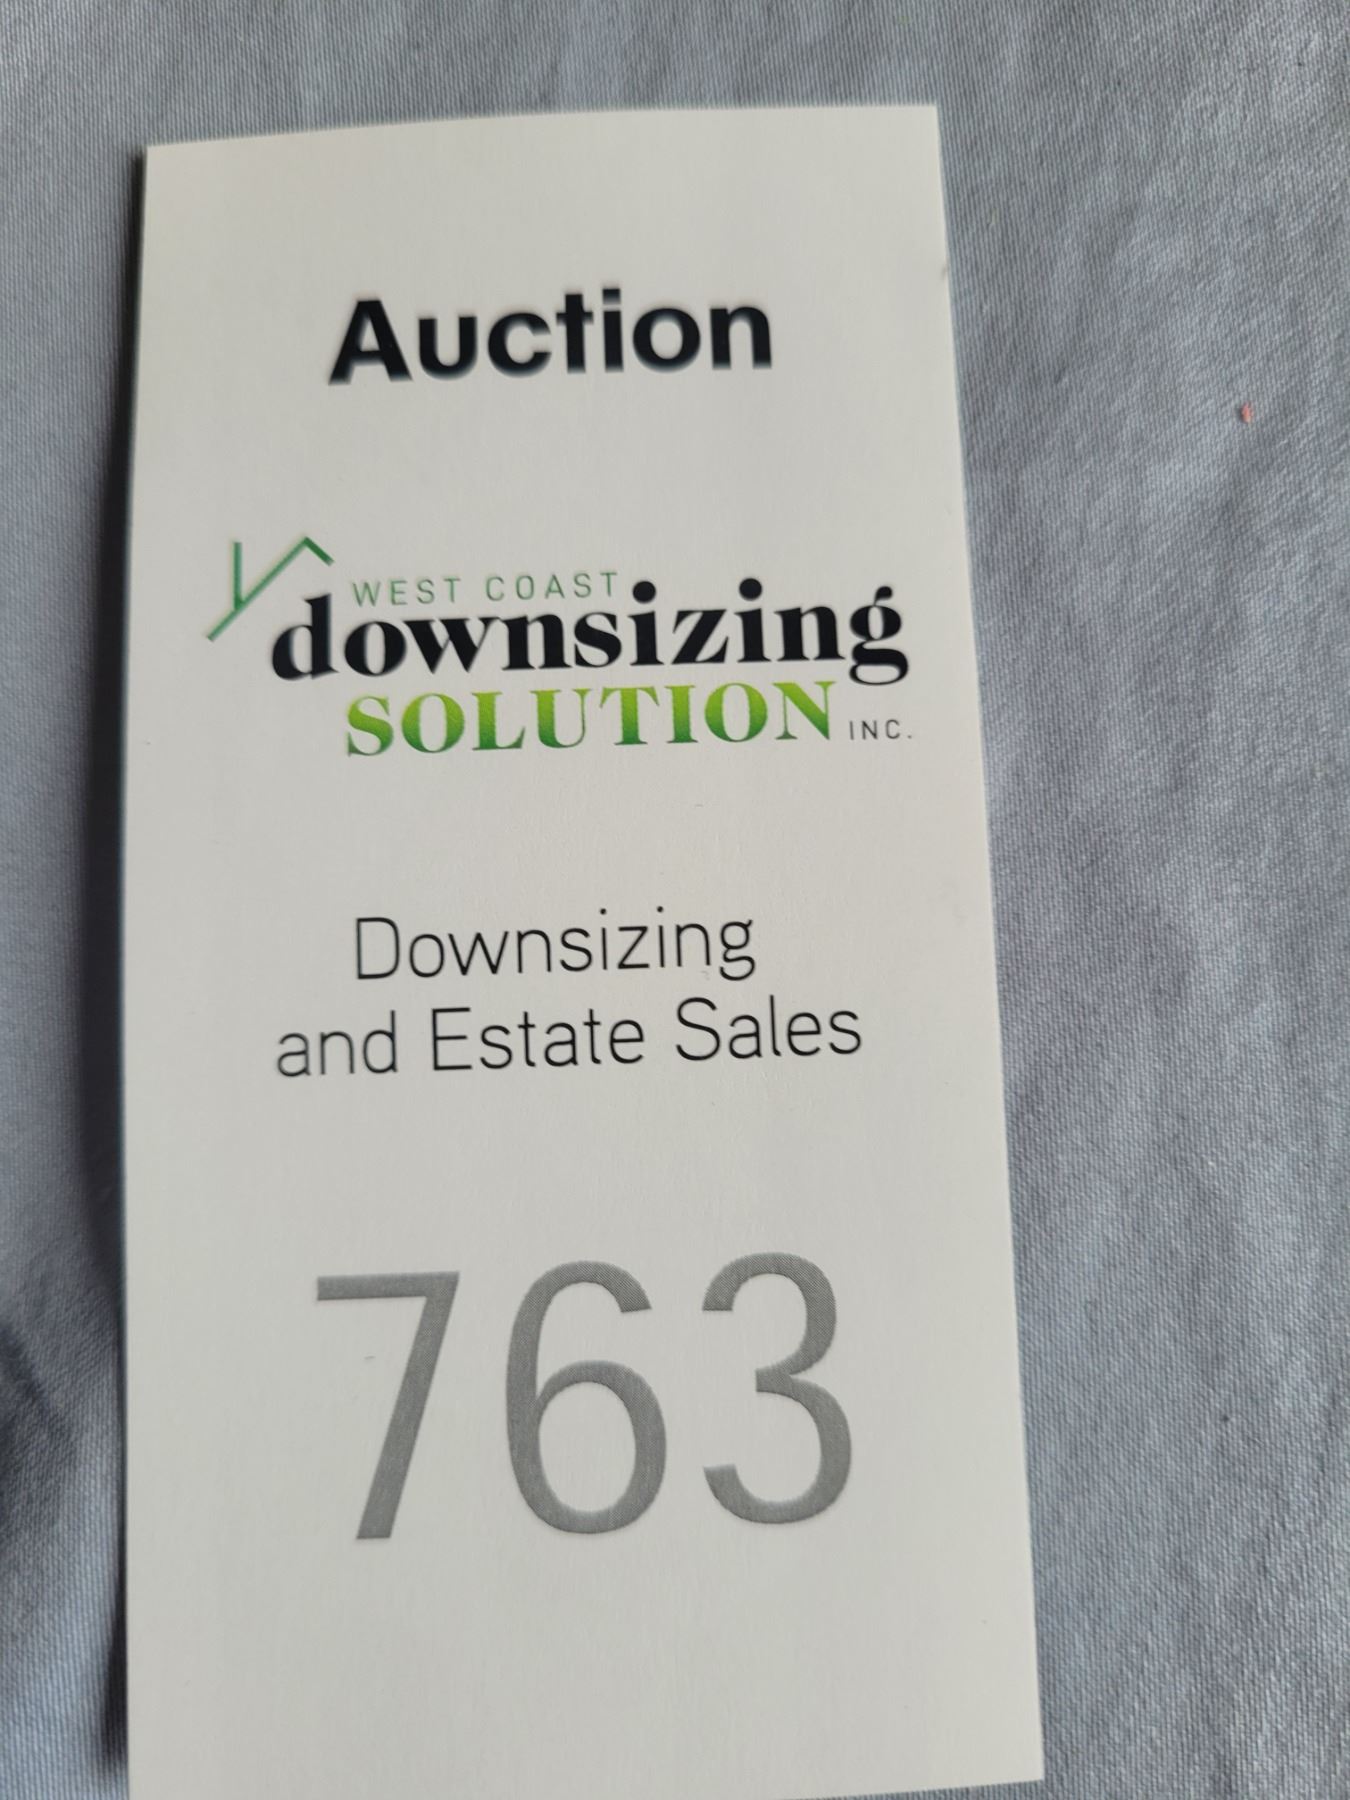 Auction
WEST COAST
downsizing
SOLUTION INC.
Downsizing
and Estate Sales
763